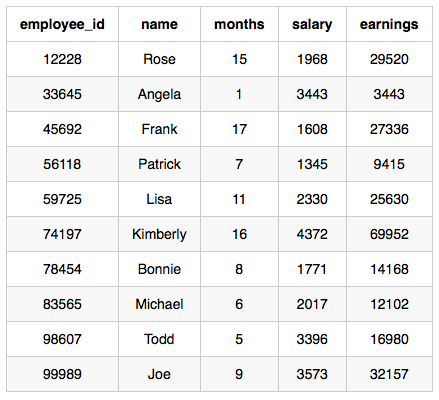 employee_id name months salary earnings
12228 Rose 15 1968 29520
33645 Angela 1 3443 3443
45692 Frank 17 1608 27336
56118 Patrick 7 1345 9415
59725 Lisa 11 2330 25630
74197 Kimberly 16 4372 69952
78454 Bonnie 8 1771 14168
83565 Michael 6 2017 12102
98607 Todd 5 3396 16980
99989 Joe 9 3573 32157